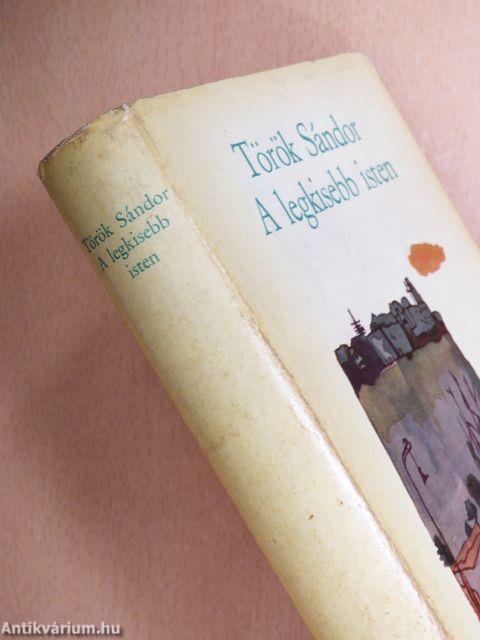 Török Sándor
A legkisebb isten
Török Sándor
A legkisebb
isten
Antikvárium.hu